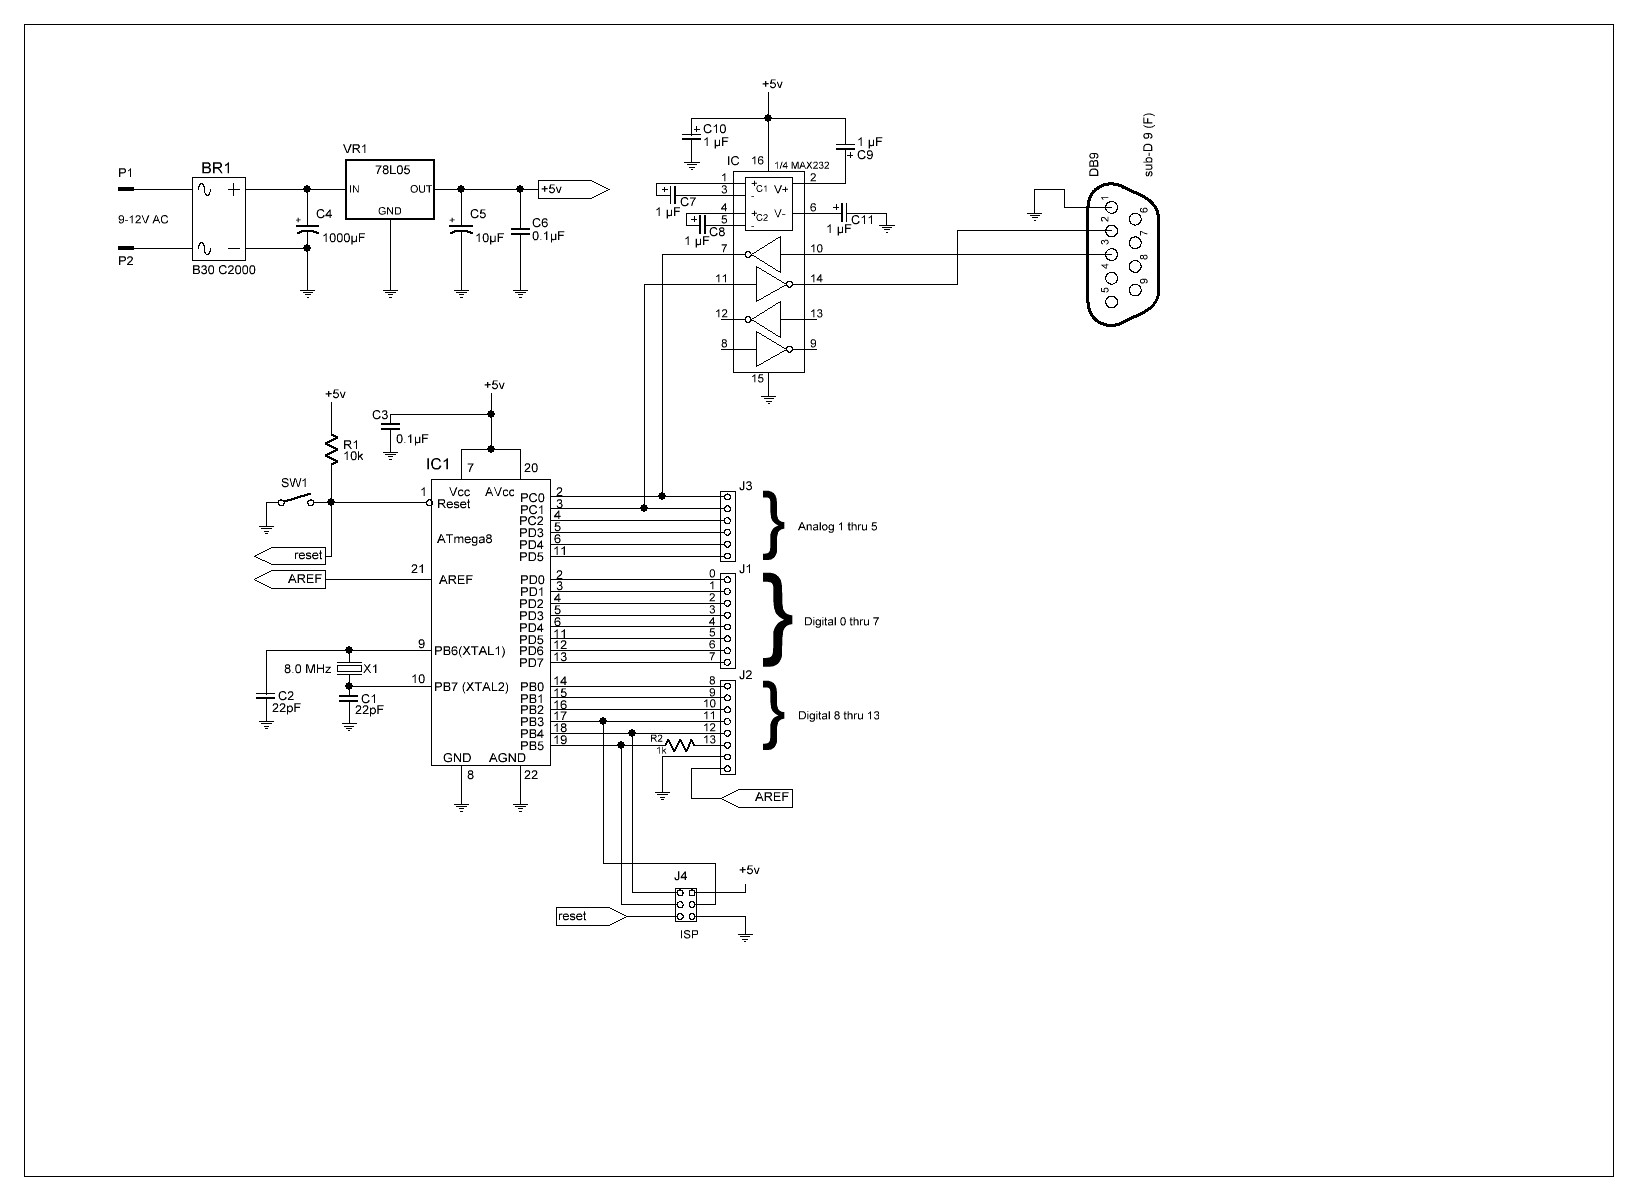 P1
9-12V AC
P2
BR1
B30 C2000
+
−
C4
1000µF
+
VR1
78L05
IN
OUT
GND
C5
10µF
+
C6
0.1µF
+5v
+5v
C10
1 µF
+
1 µF
C9
+
IC
16
1/4 MAX232
1
3
C7
1 µF
+
4
5
C8
1 µF
+
+
C1
-
+
C2
-
V+
V−
2
6
C11
1 µF
+
7
10
11
14
12
13
8
9
15
DB9
sub-D 9 (F)
1
2
3
4
5
6
7
8
9
+5v
R1
10k
SW1
reset
AREF
+5v
C3
0.1µF
IC1
7
20
1
Vcc
AVcc
Reset
ATmega8
21
AREF
9
PB6(XTAL1)
8.0 MHz
X1
10
PB7 (XTAL2)
C2
22pF
C1
22pF
GND
AGND
8
22
PC0
2
PC1
3
PC2
4
PD3
5
PD4
6
PD5
11
J3
Analog 1 thru 5
PD0
2
0
PD1
3
1
PD2
4
2
PD3
5
3
PD4
6
4
PD5
11
5
PD6
12
6
PD7
13
7
J1
Digital 0 thru 7
J2
PB0
14
8
PB1
15
9
PB2
16
10
PB3
17
11
PB4
18
12
PB5
19
R2
1k
13
Digital 8 thru 13
AREF
J4
+5v
reset
ISP